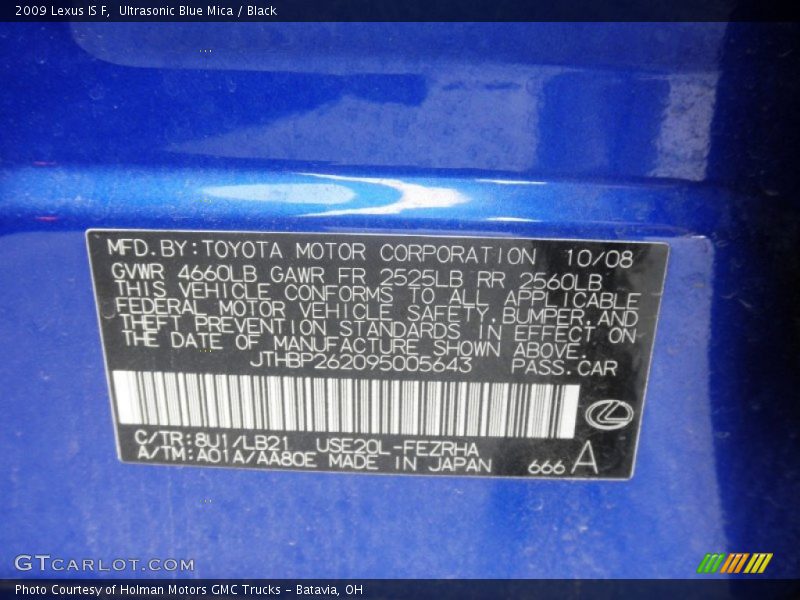 2009 Lexus IS F, Ultrasonic Blue Mica / Black
MFD.BY:TOYOTA MOTOR CORPORATION 10/08
GVWR 4660LB GAWR FR 2525LB RR 2560LB
THIS VEHICLE CONFORMS TO ALL APPLICABLE
FEDERAL MOTOR VEHICLE SAFETY,BUMPER,AND
THEFT PREVENTION STANDARDS IN EFFECT ON
THE DATE OF MANUFACTURE SHOWN ABOVE.
JTHBP262095005643 PASS.CAR
C/TR:8U1/LB21 USE20L-FEZRHA
A/TM:A01A/AA80E MADE IN JAPAN 666 A
GTCARLOT.COM
Photo Courtesy of Holman Motors GMC Trucks - Batavia, OH